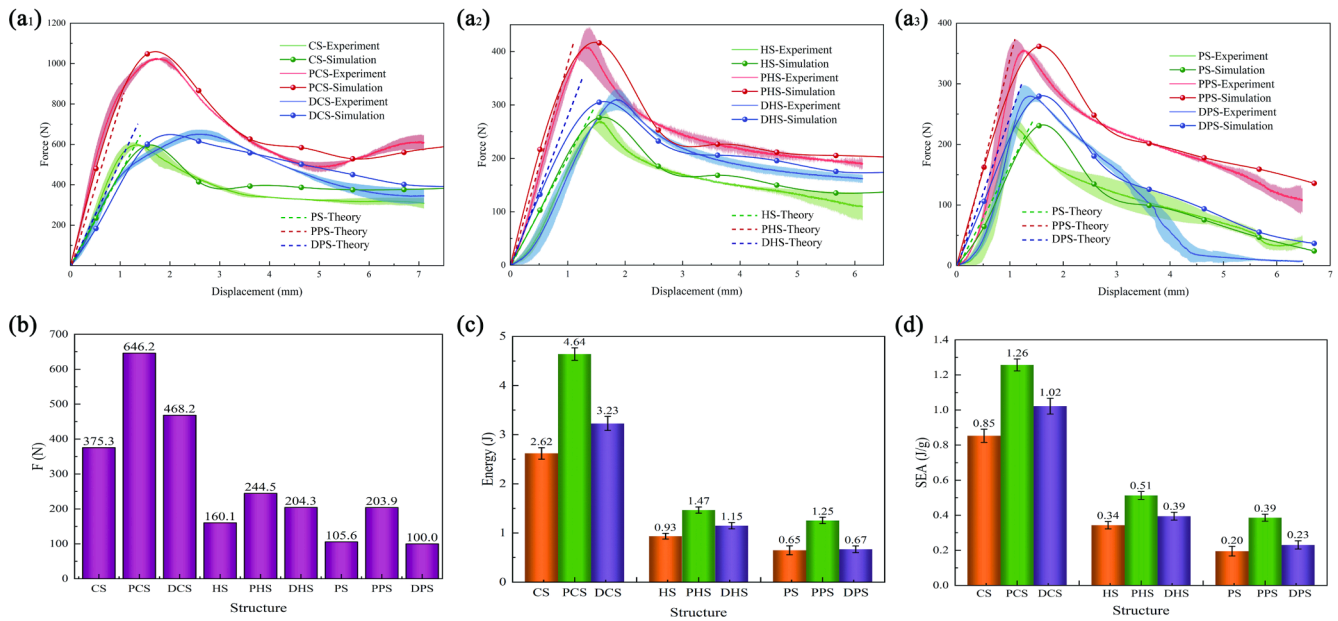 (a1)
1200
1000
800
600
400
200
0
Force (N)
CS-Experiment
CS-Simulation
PCS-Experiment
PCS-Simulation
DCS-Experiment
DCS-Simulation
PS-Theory
PPS-Theory
DPS-Theory
0 1 2 3 4 5 6 7
Displacement (mm)
(a2)
400
300
200
100
0
Force (N)
HS-Experiment
HS-Simulation
PHS-Experiment
PHS-Simulation
DHS-Experiment
DHS-Simulation
HS-Theory
PHS-Theory
DHS-Theory
0 1 2 3 4 5 6
Displacement (mm)
(a3)
400
300
200
100
0
Force (N)
PS-Experiment
PS-Simulation
PPS-Experiment
PPS-Simulation
DPS-Experiment
DPS-Simulation
PS-Theory
PPS-Theory
DPS-Theory
0 1 2 3 4 5 6 7
Displacement (mm)
(b)
700
600
500
400
300
200
100
0
F (N)
375.3
646.2
468.2
160.1
244.5
204.3
105.6
203.9
100.0
CS PCS DCS HS PHS DHS PS PPS DPS
Structure
(c)
5
4
3
2
1
0
Energy (J)
2.62
4.64
3.23
0.93
1.47
1.15
0.65
1.25
0.67
CS PCS DCS HS PHS DHS PS PPS DPS
Structure
(d)
1.4
1.2
1.0
0.8
0.6
0.4
0.2
0.0
SEA (J/g)
0.85
1.26
1.02
0.34
0.51
0.39
0.20
0.39
0.23
CS PCS DCS HS PHS DHS PS PPS DPS
Structure